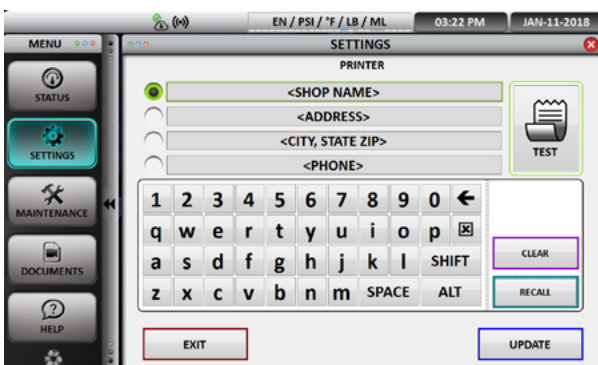 EN / PSI / °F / LB / ML 03:22 PM JAN-11-2018
MENU SETTINGS
PRINTER
STATUS
SETTINGS
MAINTENANCE
DOCUMENTS
HELP
<SHOP NAME>
<ADDRESS>
<CITY, STATE ZIP>
<PHONE>
TEST
1 2 3 4 5 6 7 8 9 0
q w e r t y u i o p
a s d f g h j k l SHIFT
z x c v b n m SPACE ALT
CLEAR
RECALL
EXIT UPDATE